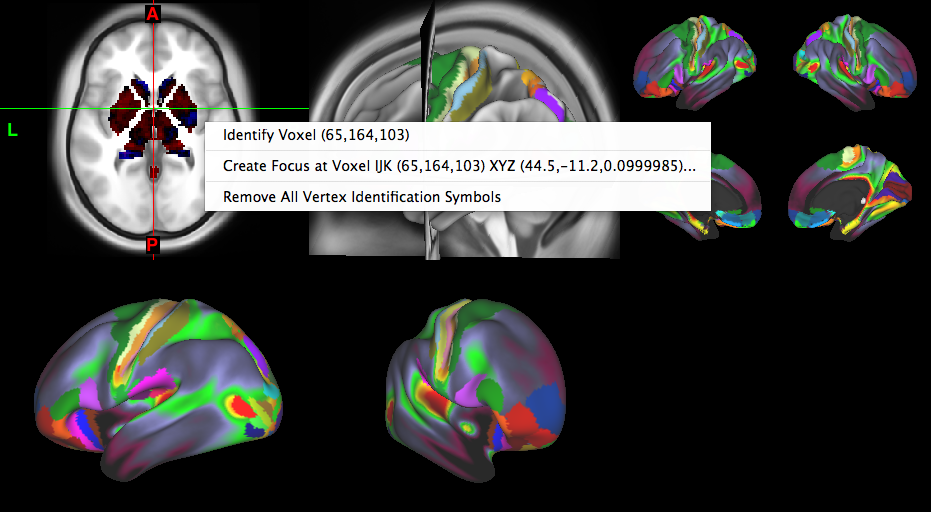 A
L
Identify Voxel (65,164,103)
Create Focus at Voxel IJK (65,164,103) XYZ (44.5,-11.2,0.0999985)...
Remove All Vertex Identification Symbols
P